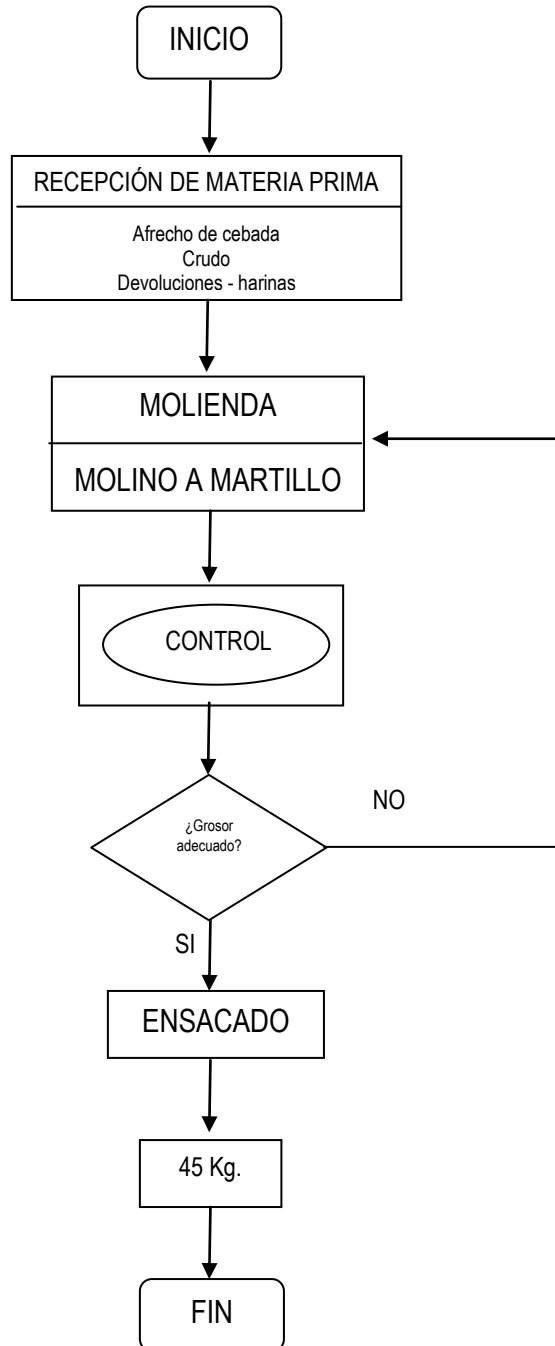 INICIO
RECEPCIÓN DE MATERIA PRIMA
Afrecho de cebada
Crudo
Devoluciones - harinas
MOLIENDA
MOLINO A MARTILLO
CONTROL
¿Grosor
adecuado?
NO
SI
ENSACADO
45 Kg.
FIN